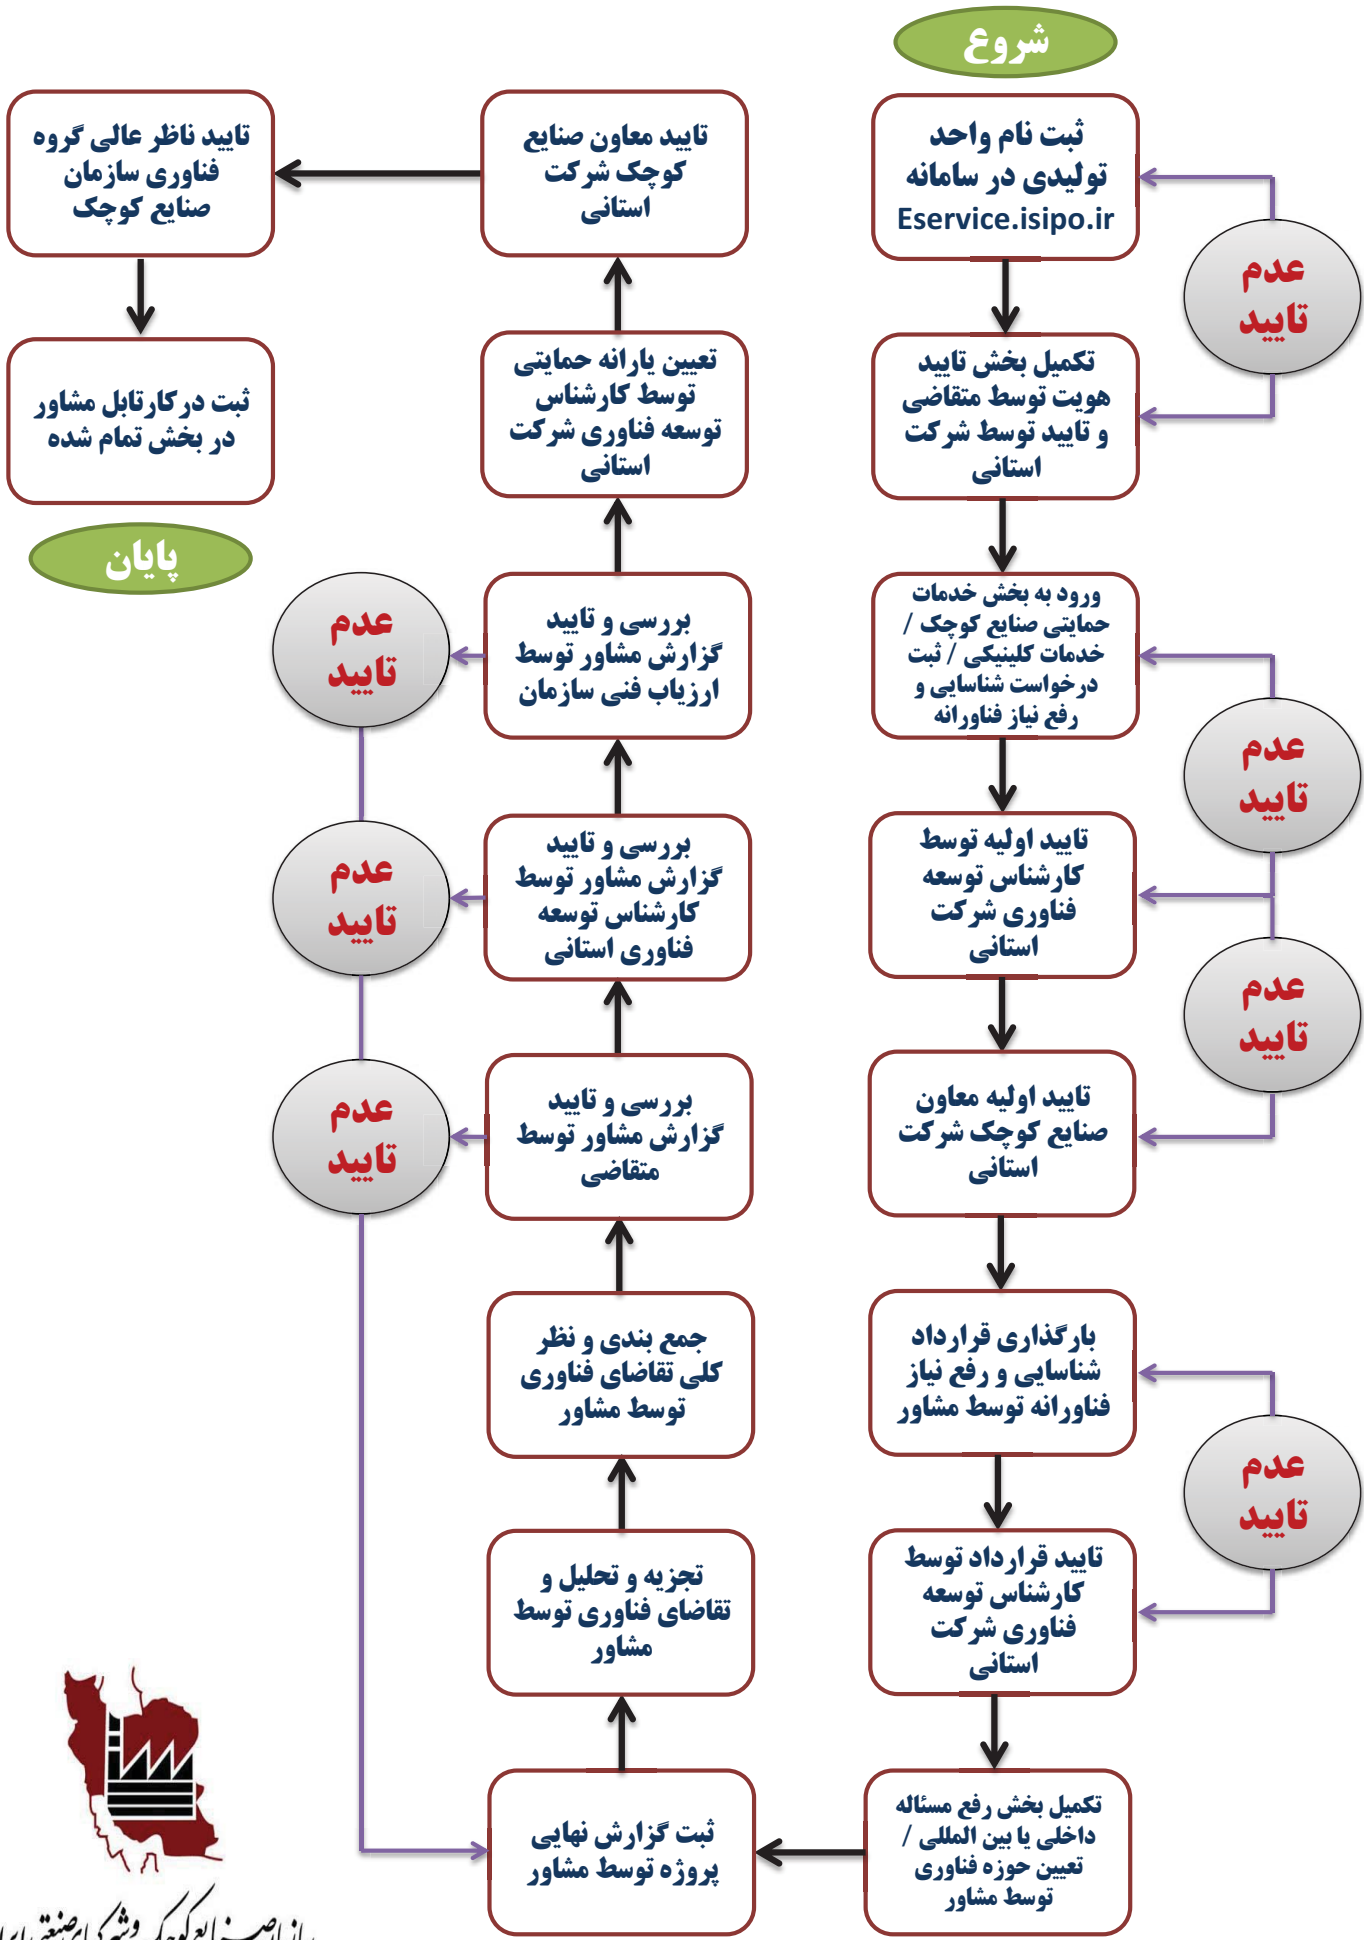 شروع
ثبت نام واحد
تولیدی در سامانه
Eservice.isipo.ir
عدم
تایید
تکمیل بخش تایید
هویت توسط متقاضی
و تایید توسط شرکت
استانی
ورود به بخش خدمات
حمایتی صنایع کوچک /
خدمات کلینیکی / ثبت
درخواست شناسایی و
رفع نیاز فناورانه
عدم
تایید
تایید اولیه توسط
کارشناس توسعه
فناوری شرکت
استانی
عدم
تایید
تایید اولیه معاون
صنایع کوچک شرکت
استانی
بارگذاری قرارداد
شناسایی و رفع نیاز
فناورانه توسط مشاور
عدم
تایید
تایید قرارداد توسط
کارشناس توسعه
فناوری شرکت
استانی
تکمیل بخش رفع مسئاله
داخلی یا بین المللی /
تعیین حوزه فناوری
توسط مشاور
ثبت گزارش نهایی
پروژه توسط مشاور
تجزیه و تحلیل و
تقاضای فناوری توسط
مشاور
جمع بندی و نظر
کلی تقاضای فناوری
توسط مشاور
بررسی و تایید
گزارش مشاور توسط
متقاضی
عدم
تایید
بررسی و تایید
گزارش مشاور توسط
کارشناس توسعه
فناوری استانی
عدم
تایید
بررسی و تایید
گزارش مشاور توسط
ارزیاب فنی سازمان
عدم
تایید
تعیین یارانه حمایتی
توسط کارشناس
توسعه فناوری شرکت
استانی
تایید معاون صنایع
کوچک شرکت
استانی
تایید ناظر عالی گروه
فناوری سازمان
صنایع کوچک
ثبت در کارتابل مشاور
در بخش تمام شده
پایان